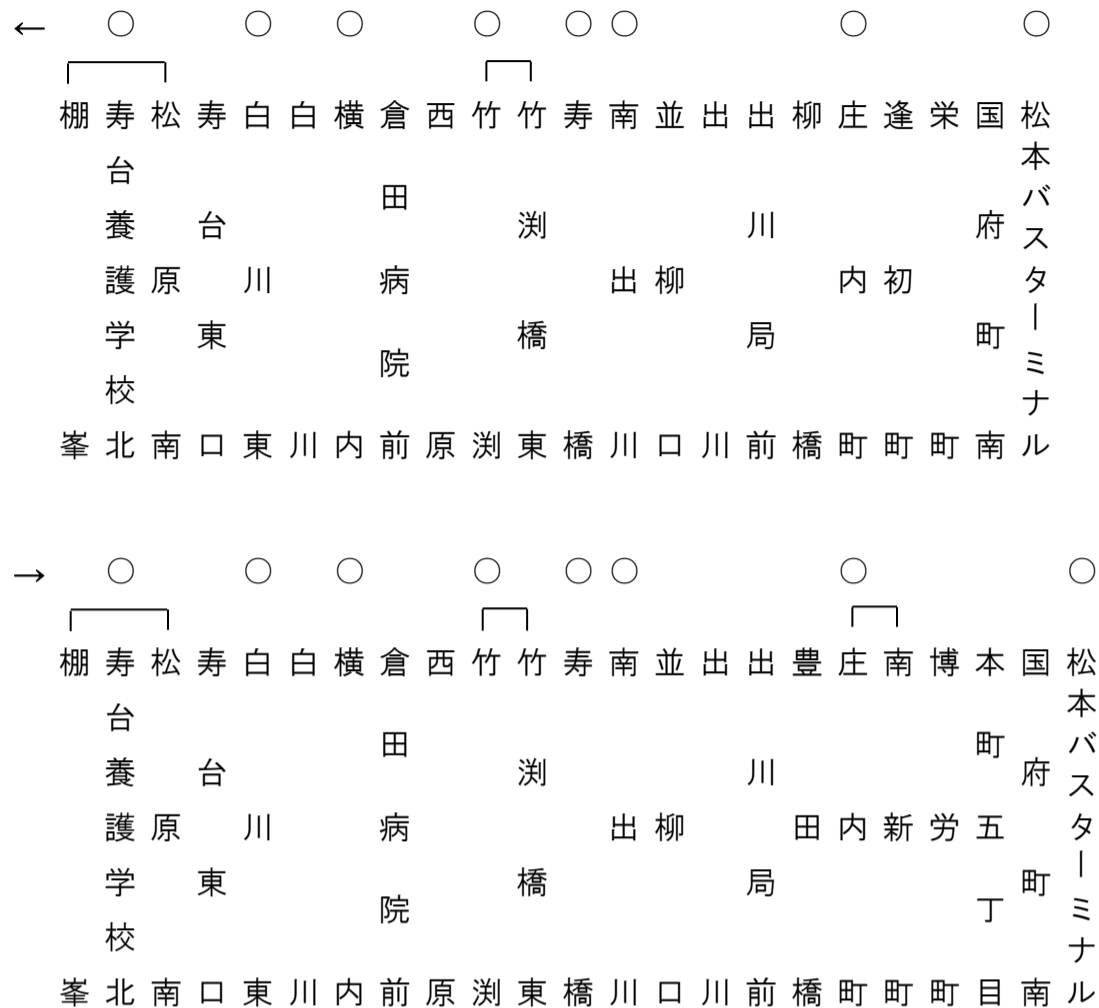 ← ○ ○ ○ ○ ○ ○ ○ ○
松本バスターミナル
国府町南
栄町
逢初町
庄内町
柳橋
出川局前
出川
並柳口
南出川
寿橋
竹渕橋東
竹渕
西原
倉田病院前
横内
白川
白川東
寿台東口
松原南
寿台養護学校北
棚峯
→ ○ ○ ○ ○ ○ ○ ○ ○
松本バスターミナル
国府町南
本町五丁目
博労町
南新町
庄内町
豊田橋
出川局前
出川
並柳口
南出川
寿橋
竹渕橋東
竹渕
西原
倉田病院前
横内
白川
白川東
寿台東口
松原南
寿台養護学校北
棚峯